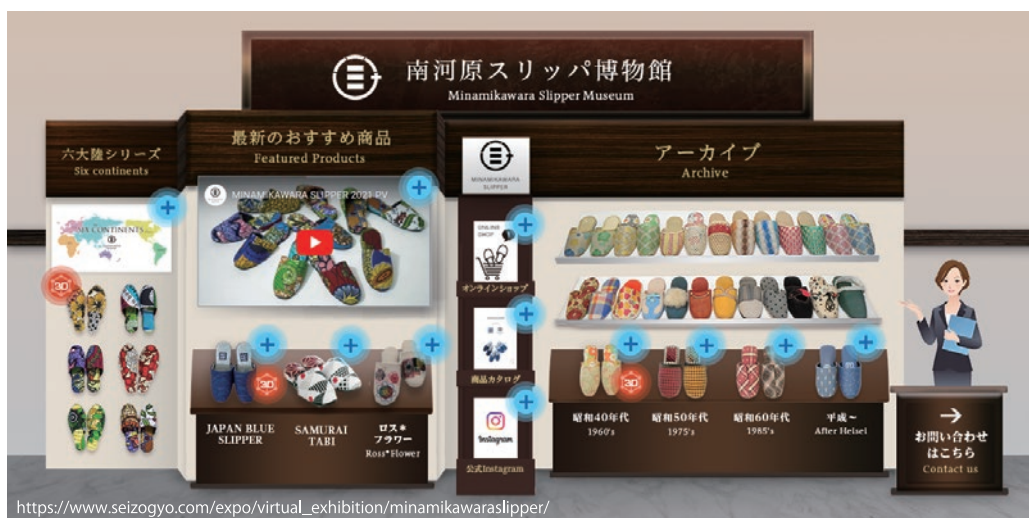 南河原スリッパ博物館
Minamikawara Slipper Museum
六大陸シリーズ
Six continents
SIX CONTINENTS
3D
最新のおすすめ商品
Featured Products
MINAMIKAWARA SLIPPER 2021 PV
3D
JAPAN BLUE
SLIPPER
SAMURAI
TABI
ロス*
フラワー
Ross*Flower
MINAMIKAWARA
SLIPPER
ONLINE
SHOP
オンラインショップ
商品カタログ
Instagram
公式Instagram
アーカイブ
Archive
3D
昭和40年代
1960's
昭和50年代
1975's
昭和60年代
1985's
平成～
After Heisei
→
お問い合わせ
はこちら
Contact us
https://www.seizogyo.com/expo/virtual_exhibition/minamikawaraslipper/